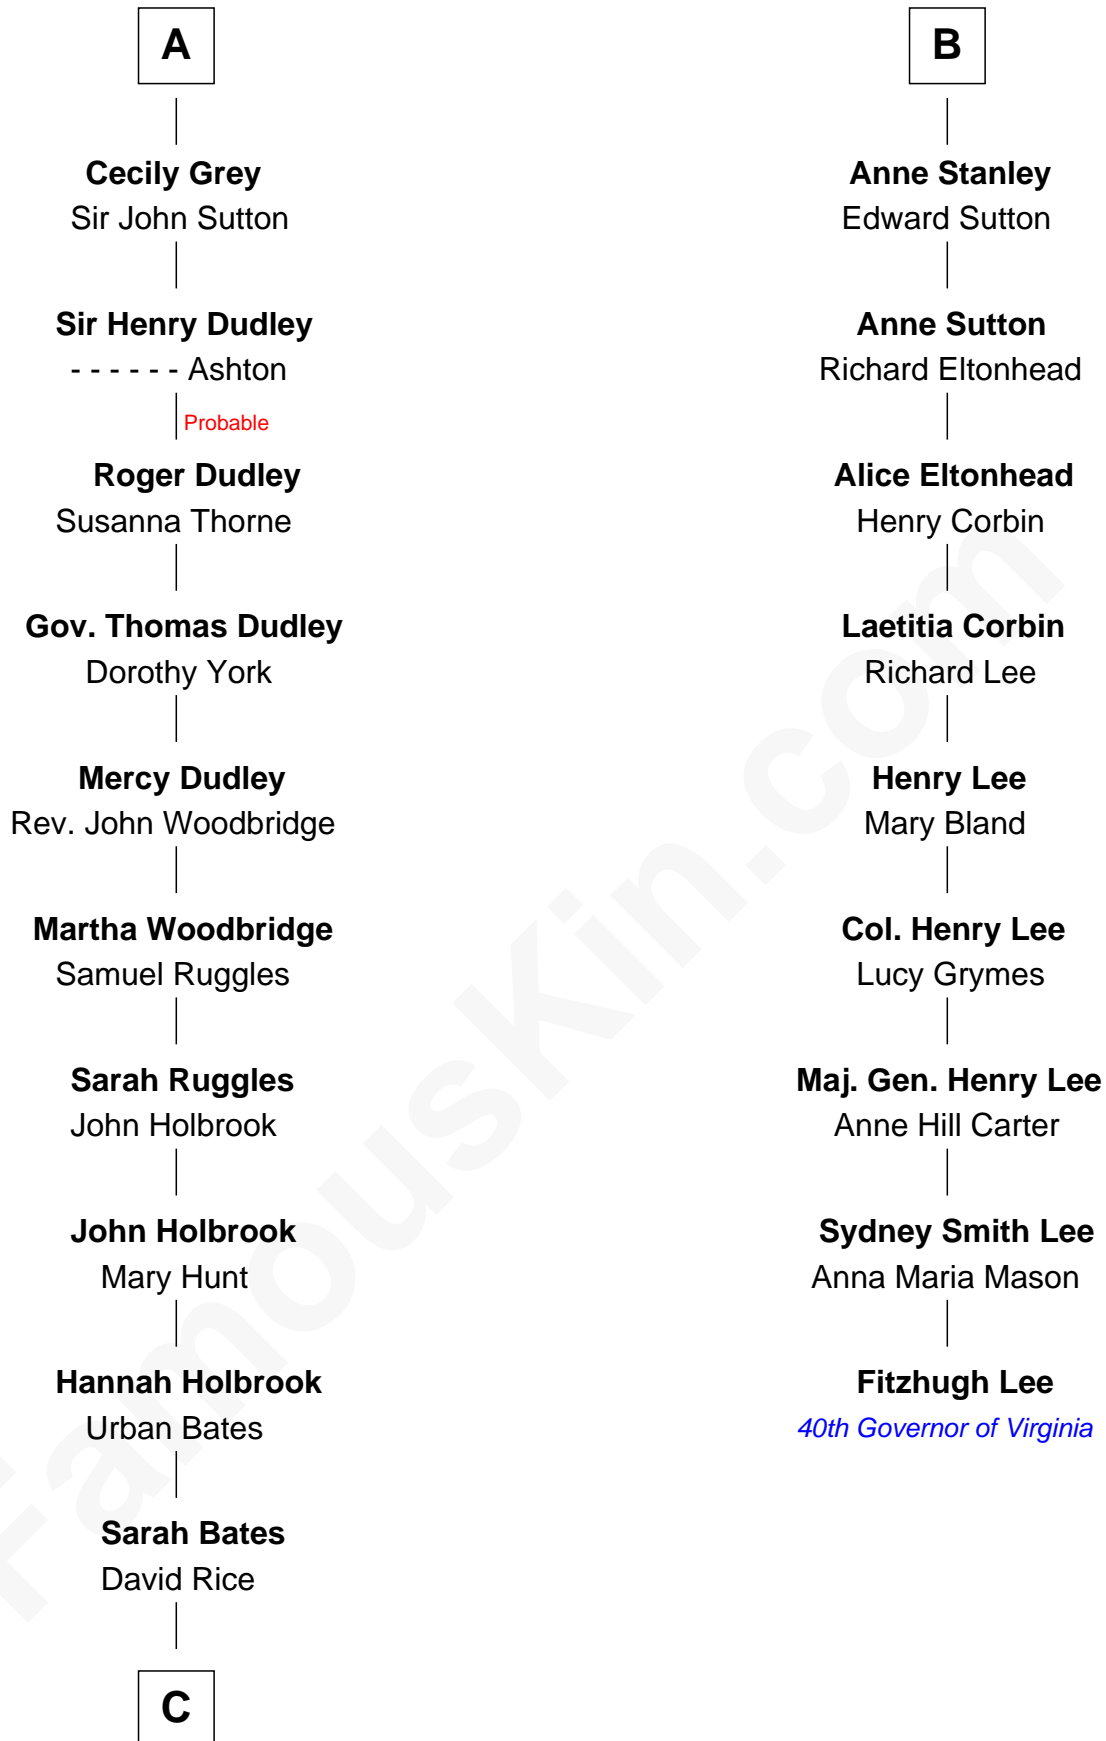 A
Cecily Grey
Sir John Sutton
Sir Henry Dudley
- - - - - - Ashton
Probable
Roger Dudley
Susanna Thorne
Gov. Thomas Dudley
Dorothy York
Mercy Dudley
Rev. John Woodbridge
Martha Woodbridge
Samuel Ruggles
Sarah Ruggles
John Holbrook
John Holbrook
Mary Hunt
Hannah Holbrook
Urban Bates
Sarah Bates
David Rice
C
B
Anne Stanley
Edward Sutton
Anne Sutton
Richard Eltonhead
Alice Eltonhead
Henry Corbin
Laetitia Corbin
Richard Lee
Henry Lee
Mary Bland
Col. Henry Lee
Lucy Grymes
Maj. Gen. Henry Lee
Anne Hill Carter
Sydney Smith Lee
Anna Maria Mason
Fitzhugh Lee
40th Governor of Virginia
FamousKin.com